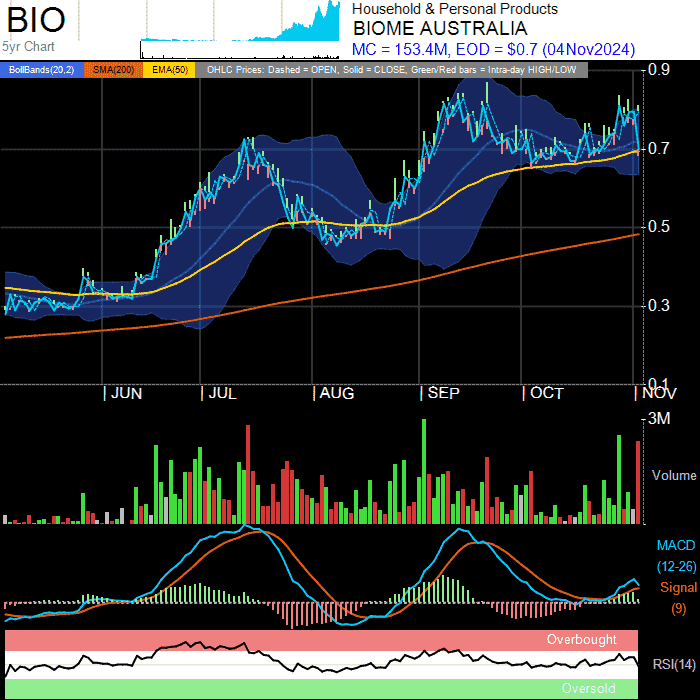 BIO
5yr Chart
Household & Personal Products
BIOME AUSTRALIA
MC = 153.4M, EOD = $0.7 (04Nov2024)
BollBands(20,2) SMA(200) EMA(50) OHLC Prices: Dashed = OPEN, Solid = CLOSE, Green/Red bars = Intra-day HIGH/LOW
0.9
0.7
0.5
0.3
0.1
JUN JUL AUG SEP OCT NOV
3M
Volume
MACD
(12-26)
Signal
(9)
Overbought
RSI(14)
Oversold